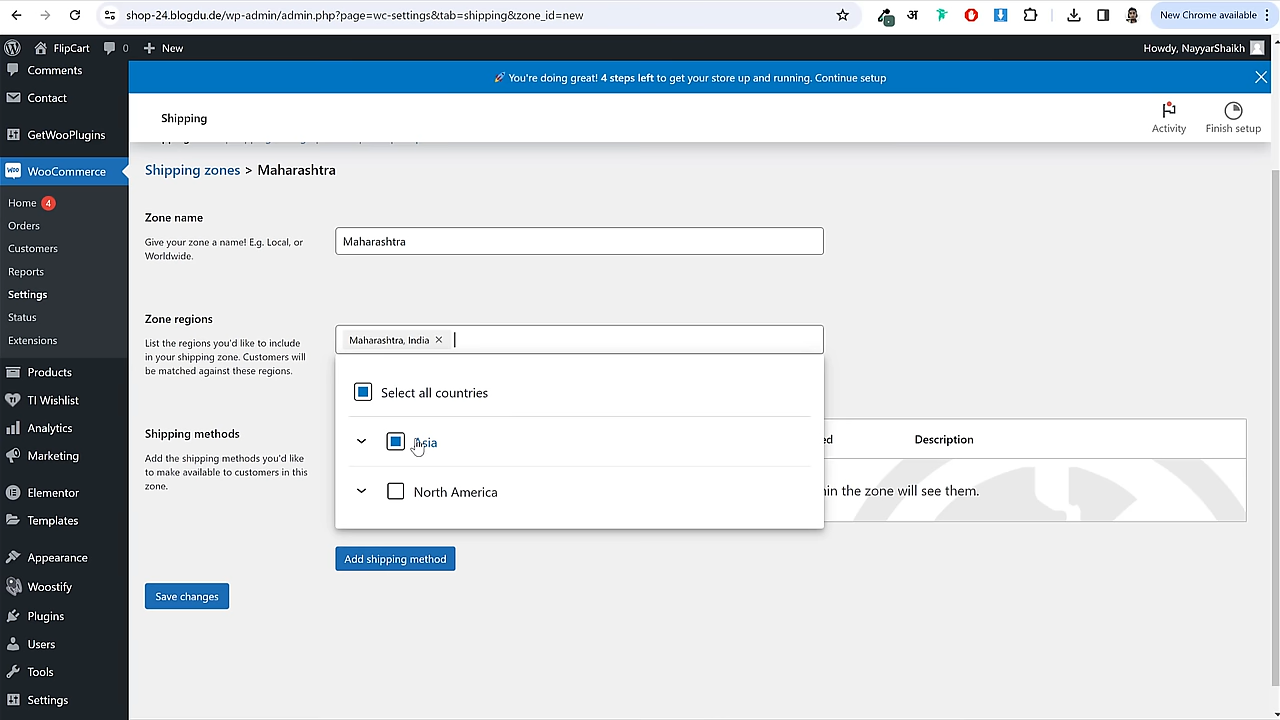 shop-24.blogdu.de/wp-admin/admin.php?page=wc-settings&tab=shipping&zone_id=new
अ
New Chrome available
FlipCart
0
New
Howdy, NayyarShaikh
Comments
Contact
GetWooPlugins
WooCommerce
Home 4
Orders
Customers
Reports
Settings
Status
Extensions
Products
TI Wishlist
Analytics
Marketing
Elementor
Templates
Appearance
Woostify
Plugins
Users
Tools
Settings
🚀 You're doing great! 4 steps left to get your store up and running. Continue setup
Shipping
Activity
Finish setup
Shipping zones > Maharashtra
Zone name
Give your zone a name! E.g. Local, or
Worldwide.
Maharashtra
Zone regions
List the regions you'd like to include
in your shipping zone. Customers will
be matched against these regions.
Maharashtra, India ×
Select all countries
Asia
North America
Shipping methods
Add the shipping methods you'd like
to make available to customers in this
zone.
Description
the zone will see them.
Add shipping method
Save changes